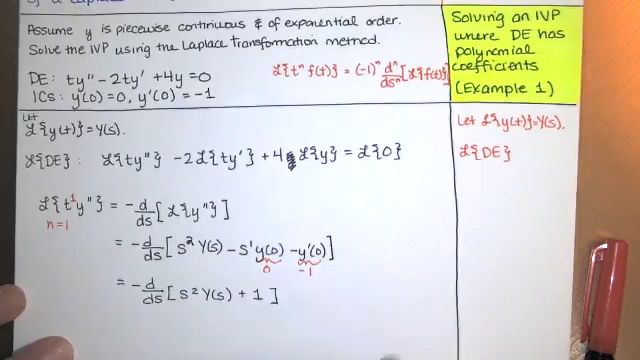 Assume y is piecewise continuous & of exponential order.
Solve the IVP using the Laplace Transformation method.
DE: ty" - 2ty' + 4y = 0
ICs: y(0) = 0, y'(0) = -1
ℒ{tⁿ f(t)} = (-1)ⁿ dⁿ/dsⁿ [ℒ{f(t)}]
Solving an IVP
where DE has
polynomial
coefficients
(Example 1)
Let
ℒ{y(t)} = Y(s).
ℒ{DE}: ℒ{ty"} - 2ℒ{ty'} + 4ℒ{y} = ℒ{0}
ℒ{t¹y"} = -d/ds [ℒ{y"}]
n=1
= -d/ds [s² Y(s) - s¹ y(0) - y'(0)]
0 -1
= -d/ds [s² Y(s) + 1]
Let ℒ{y(t)} = Y(s).
ℒ{DE}